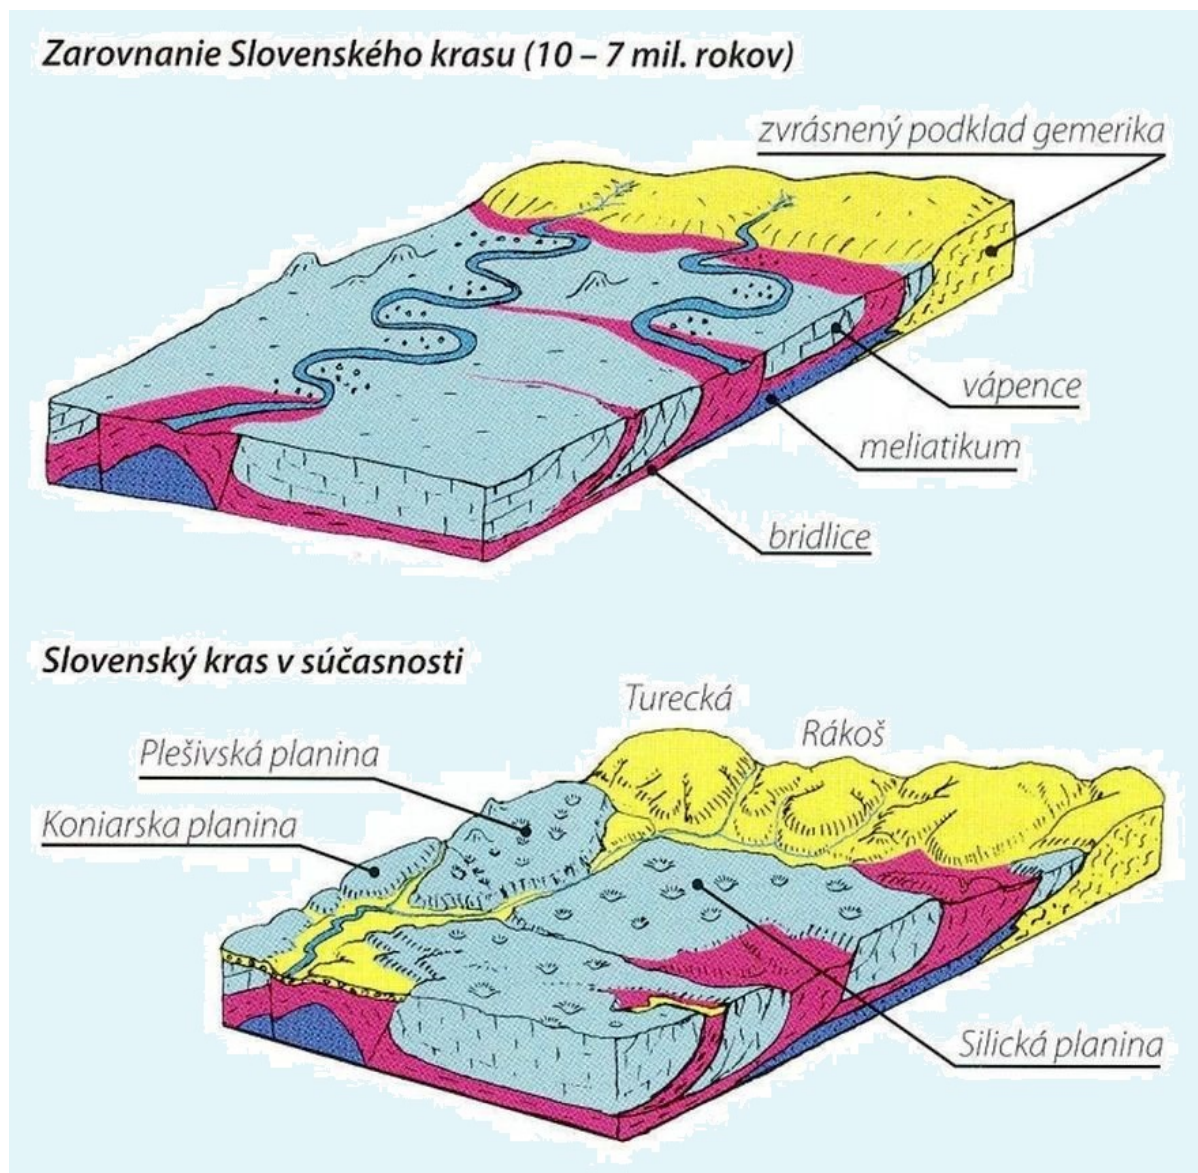 Zarovnanie Slovenského krasu (10 – 7 mil. rokov)
zvrásnený podklad gemerika
vápence
meliatikum
bridlice
Slovenský kras v súčasnosti
Turecká
Rákoš
Plešivská planina
Koniarska planina
Silická planina